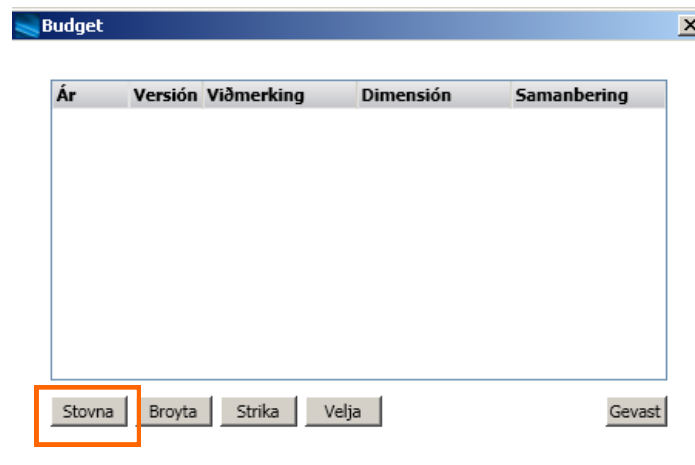 Budget
Ár Versión Viðmerking Dimensión Samanbering
Stovna Broyta Strika Velja Gevast